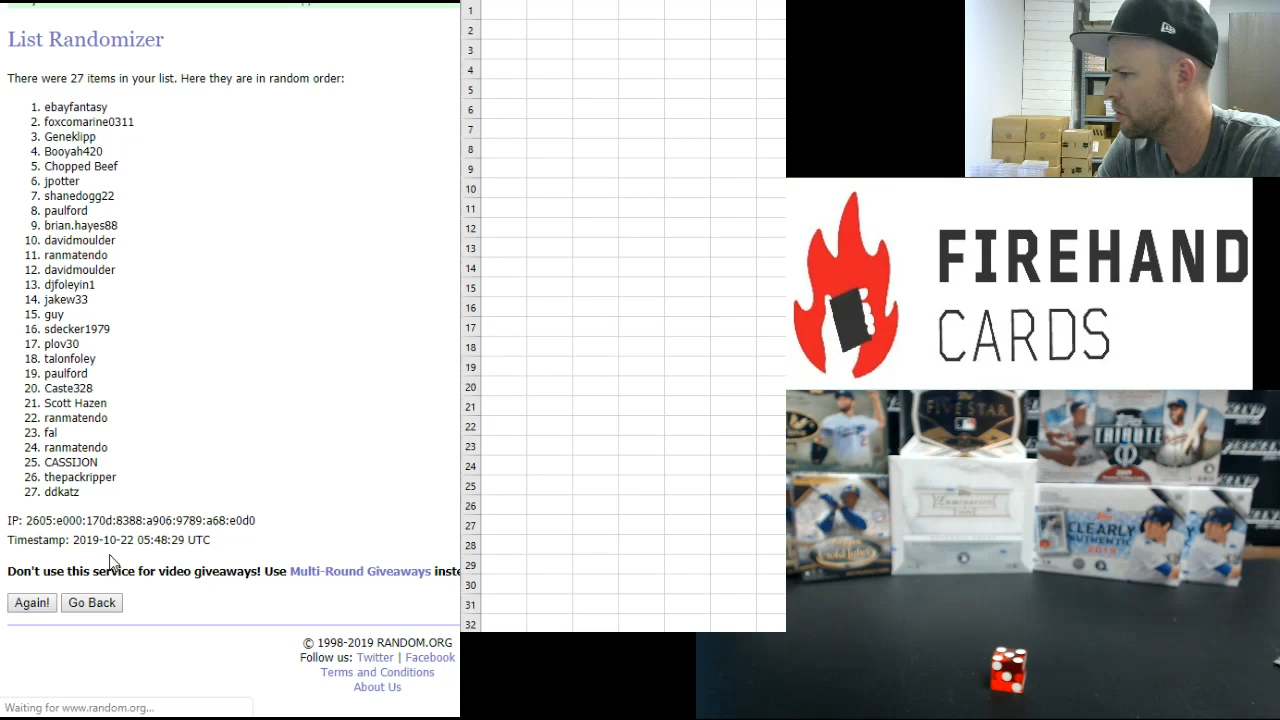 List Randomizer
There were 27 items in your list. Here they are in random order:
1. ebayfantasy
2. foxcomarine0311
3. Geneklipp
4. Booyah420
5. Chopped Beef
6. jpotter
7. shanedogg22
8. paulford
9. brian.hayes88
10. davidmoulder
11. ranmatendo
12. davidmoulder
13. djfoleyin1
14. jakew33
15. guy
16. sdecker1979
17. plov30
18. talonfoley
19. paulford
20. Caste328
21. Scott Hazen
22. ranmatendo
23. fal
24. ranmatendo
25. CASSIJON
26. thepackripper
27. ddkatz
IP: 2605:e000:170d:8388:a906:9789:a68:e0d0
Timestamp: 2019-10-22 05:48:29 UTC
Don't use this service for video giveaways! Use Multi-Round Giveaways inste
Again! Go Back
© 1998-2019 RANDOM.ORG
Follow us: Twitter | Facebook
Terms and Conditions
About Us
Waiting for www.random.org...
1
2
3
4
5
6
7
8
9
10
11
12
13
14
15
16
17
18
19
20
21
22
23
24
25
26
27
28
29
30
31
32
FIREHAND
CARDS
FIVE STAR
TRIBUTE
2019
Luminaries
CLEARLY
AUTHENTIC
2019